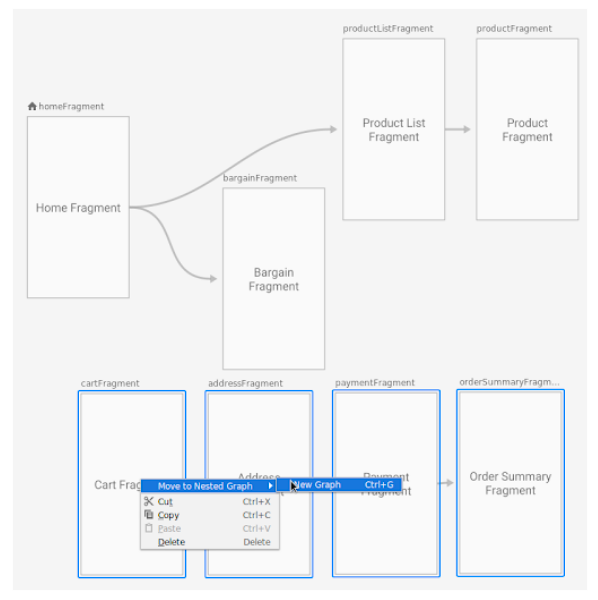 productListFragment
productFragment
Product List
Fragment
Product
Fragment
homeFragment
Home Fragment
bargainFragment
Bargain
Fragment
cartFragment
addressFragment
paymentFragment
orderSummaryFragm...
Cart Frag
Address
Payment
Fragment
Order Summary
Fragment
Move to Nested Graph
New Graph Ctrl+G
Cut Ctrl+X
Copy Ctrl+C
Paste Ctrl+V
Delete Delete